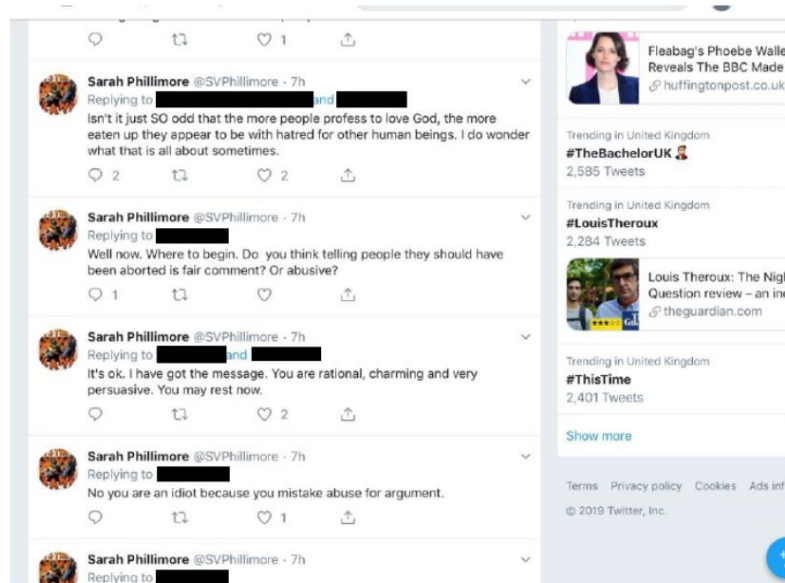 1
Sarah Phillimore @SVPhillimore · 7h
Replying to and
Isn't it just SO odd that the more people profess to love God, the more
eaten up they appear to be with hatred for other human beings. I do wonder
what that is all about sometimes.
2 2
Sarah Phillimore @SVPhillimore · 7h
Replying to
Well now. Where to begin. Do you think telling people they should have
been aborted is fair comment? Or abusive?
1
Sarah Phillimore @SVPhillimore · 7h
Replying to and
It's ok. I have got the message. You are rational, charming and very
persuasive. You may rest now.
2
Sarah Phillimore @SVPhillimore · 7h
Replying to
No you are an idiot because you mistake abuse for argument.
1
Sarah Phillimore @SVPhillimore · 7h
Replying to
Fleabag's Phoebe Walle
Reveals The BBC Made
huffingtonpost.co.uk
Trending in United Kingdom
#TheBachelorUK
2,585 Tweets
Trending in United Kingdom
#LouisTheroux
2,284 Tweets
Louis Theroux: The Nigh
Question review – an in
theguardian.com
Trending in United Kingdom
#ThisTime
2,401 Tweets
Show more
Terms Privacy policy Cookies Ads inf
© 2019 Twitter, Inc.